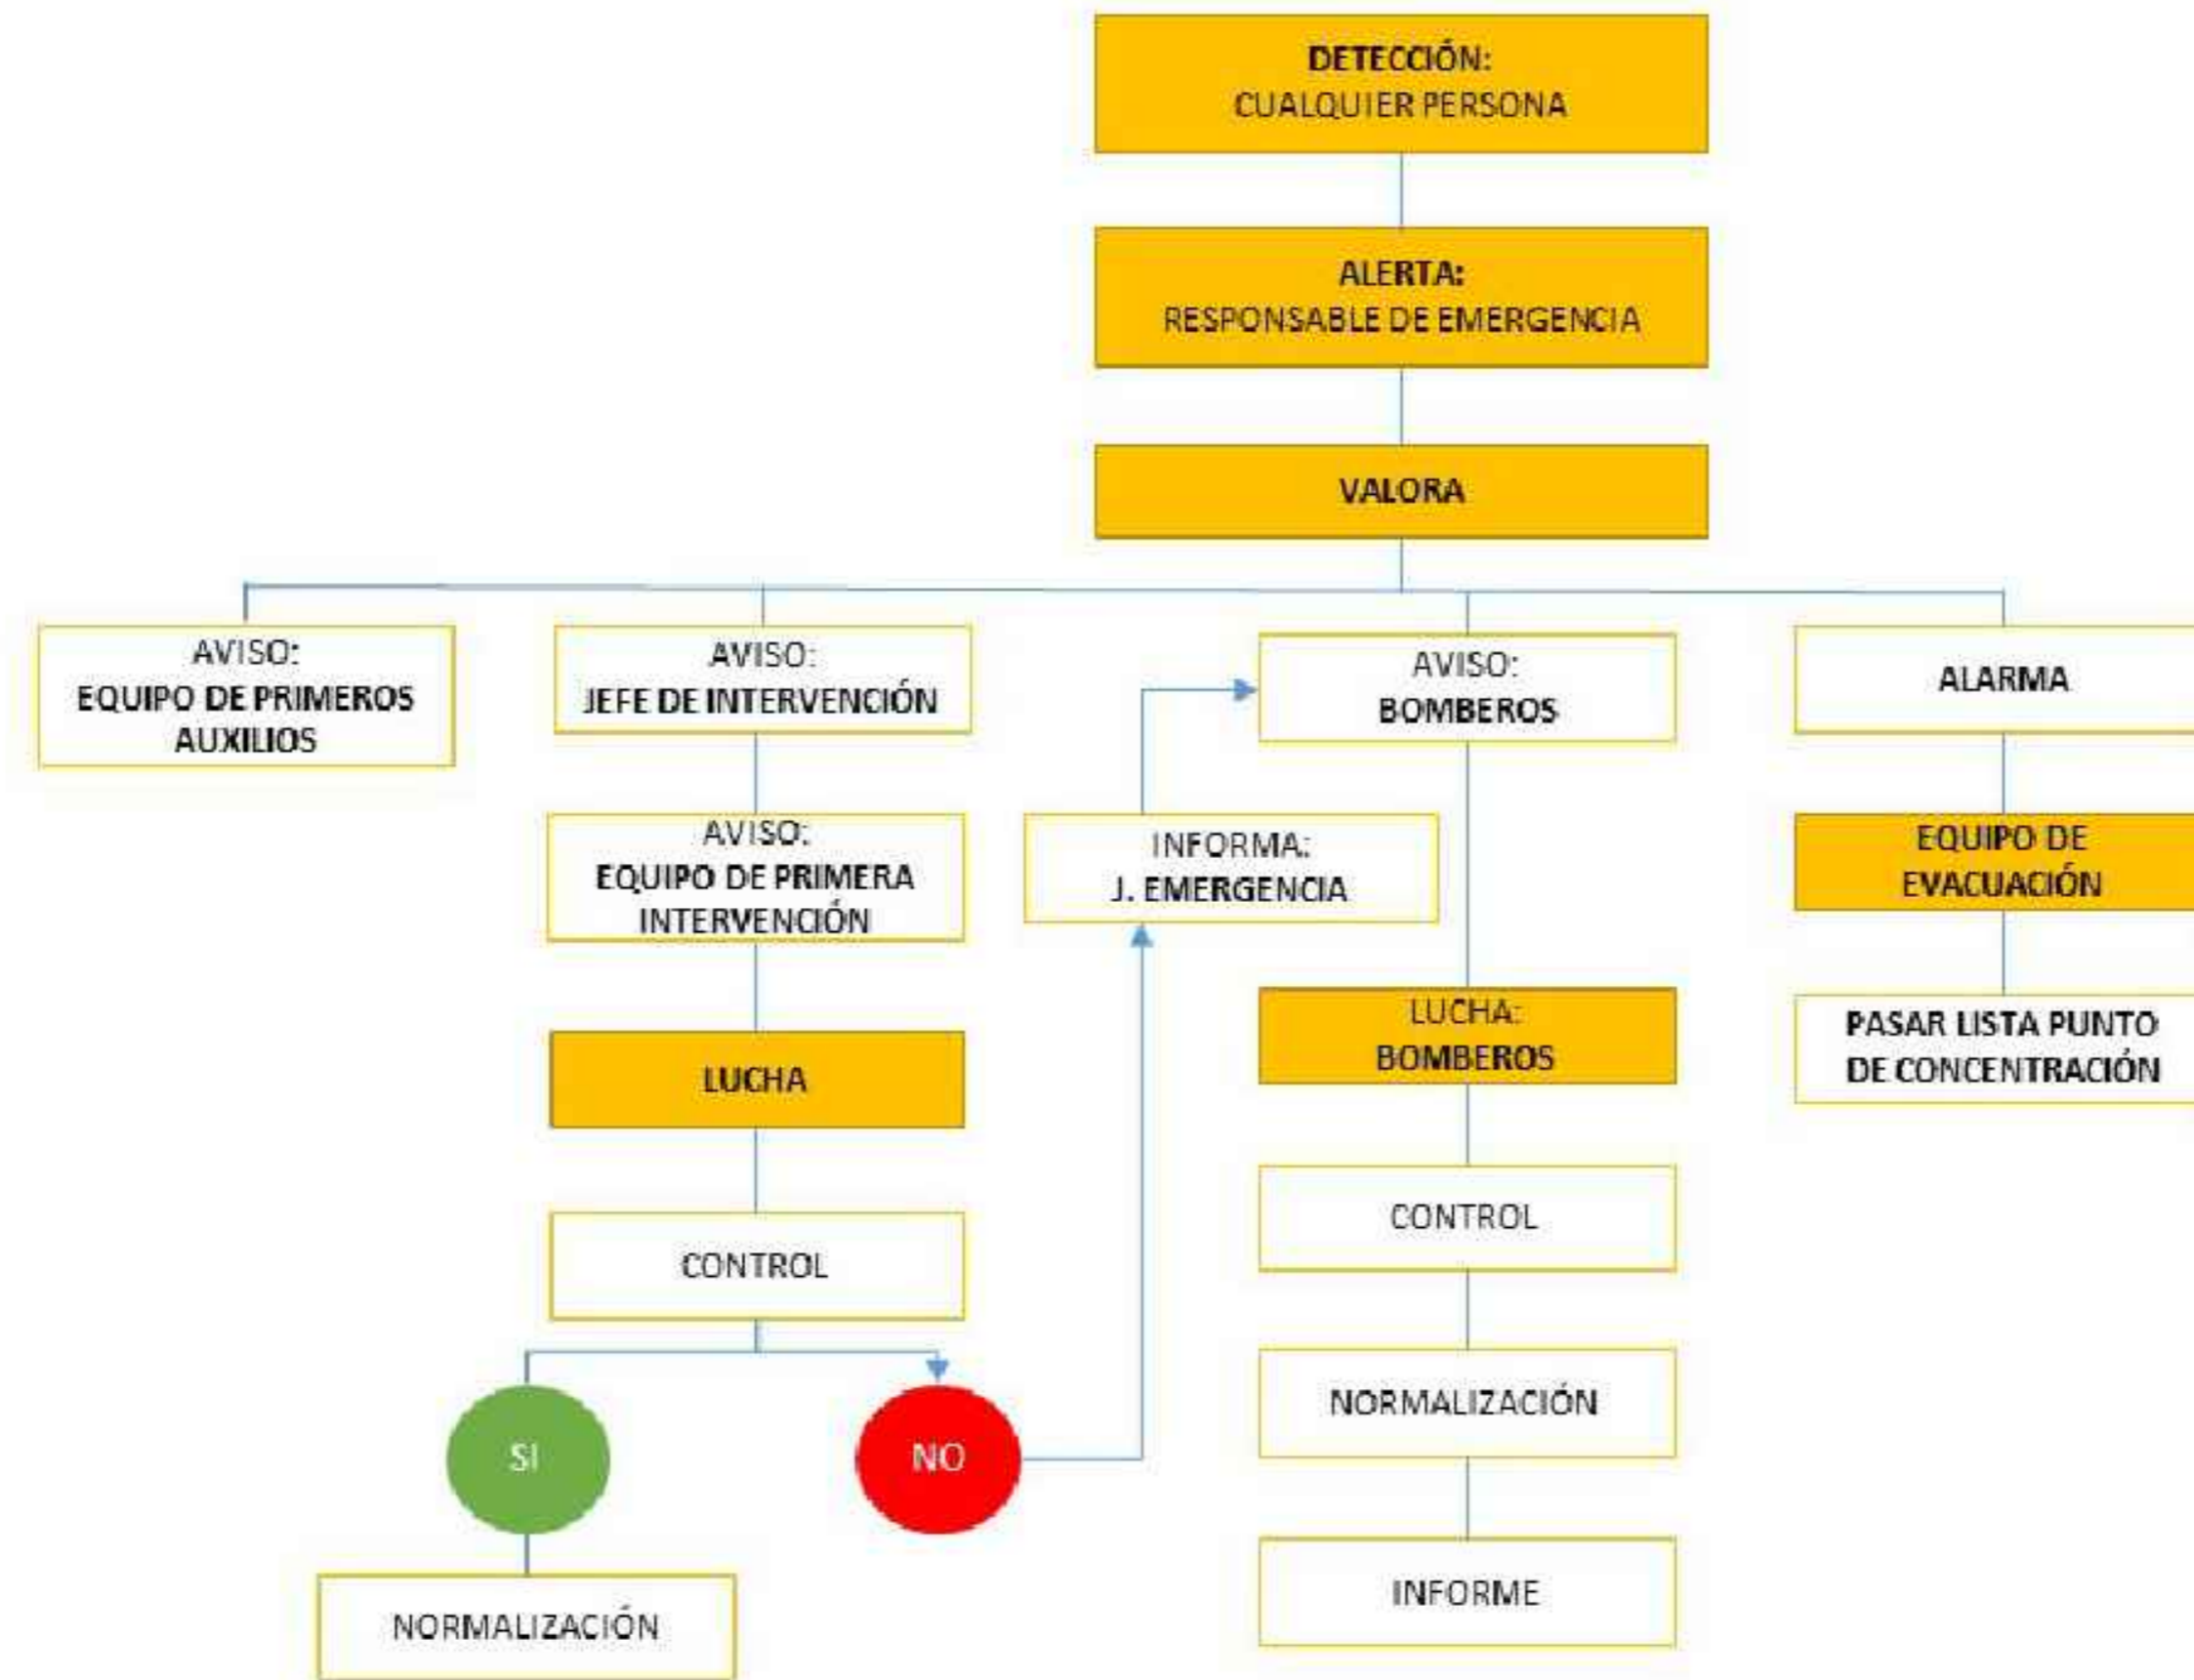 DETECCIÓN:
CUALQUIER PERSONA
ALERTA:
RESPONSABLE DE EMERGENCIA
VALORA
AVISO:
EQUIPO DE PRIMEROS
AUXILIOS
AVISO:
JEFE DE INTERVENCIÓN
AVISO:
BOMBEROS
ALARMA
AVISO:
EQUIPO DE PRIMERA
INTERVENCIÓN
INFORMA:
J. EMERGENCIA
EQUIPO DE
EVACUACIÓN
LUCHA
LUCHA:
BOMBEROS
PASAR LISTA PUNTO
DE CONCENTRACIÓN
CONTROL
CONTROL
SI
NO
NORMALIZACIÓN
NORMALIZACIÓN
INFORME